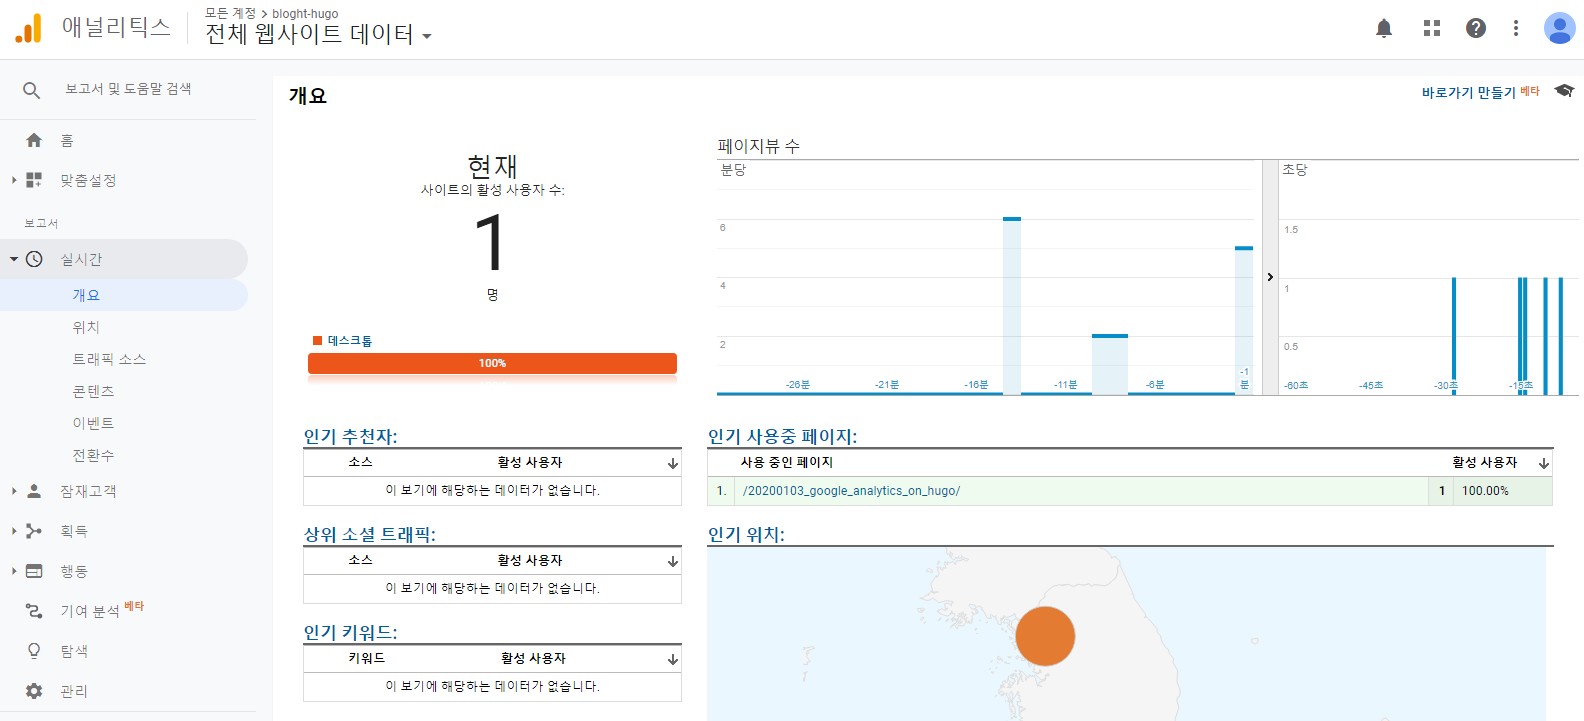 애널리틱스
모든 계정 > bloght-hugo
전체 웹사이트 데이터
보고서 및 도움말 검색
홈
맞춤설정
보고서
실시간
개요
위치
트래픽 소스
콘텐츠
이벤트
전환수
잠재고객
획득
행동
기여 분석 베타
탐색
관리
개요
바로가기 만들기 베타
현재
사이트의 활성 사용자 수:
1
명
데스크톱
100%
페이지뷰 수
분당
6
4
2
-26분
-21분
-16분
-11분
-6분
-1
분
초당
1.5
1
0.5
-60초
-45초
-30초
-15초
인기 추천자:
소스 활성 사용자
이 보기에 해당하는 데이터가 없습니다.
상위 소셜 트래픽:
소스 활성 사용자
이 보기에 해당하는 데이터가 없습니다.
인기 키워드:
키워드 활성 사용자
이 보기에 해당하는 데이터가 없습니다.
인기 사용중 페이지:
사용 중인 페이지 활성 사용자
1. /20200103_google_analytics_on_hugo/ 1 100.00%
인기 위치: